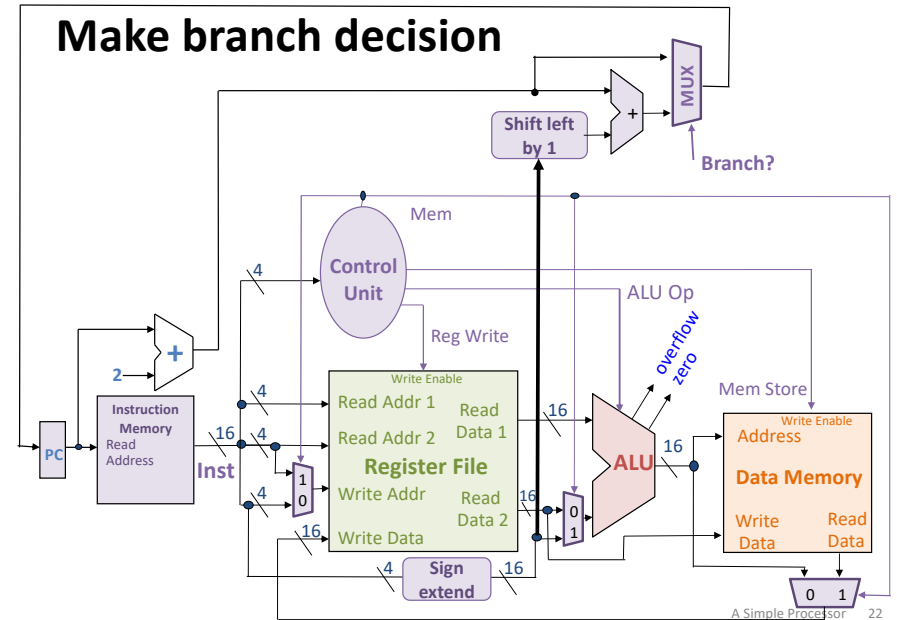 Make branch decision
MUX
+
Shift left
by 1
Branch?
Mem
Control
Unit
4
ALU Op
overflow
zero
Reg Write
+
2
Mem Store
Write Enable
Write Enable
Instruction
Memory
Read
Address
PC
16
Inst
4
4
4
Read Addr 1
Read
Data 1
16
Read Addr 2
Register File
1
0
Write Addr
Read
Data 2
16
0
1
ALU
16
Address
Data Memory
Write
Data
Read
Data
16
Write Data
4
Sign
extend
16
0 1
A Simple Processor 22